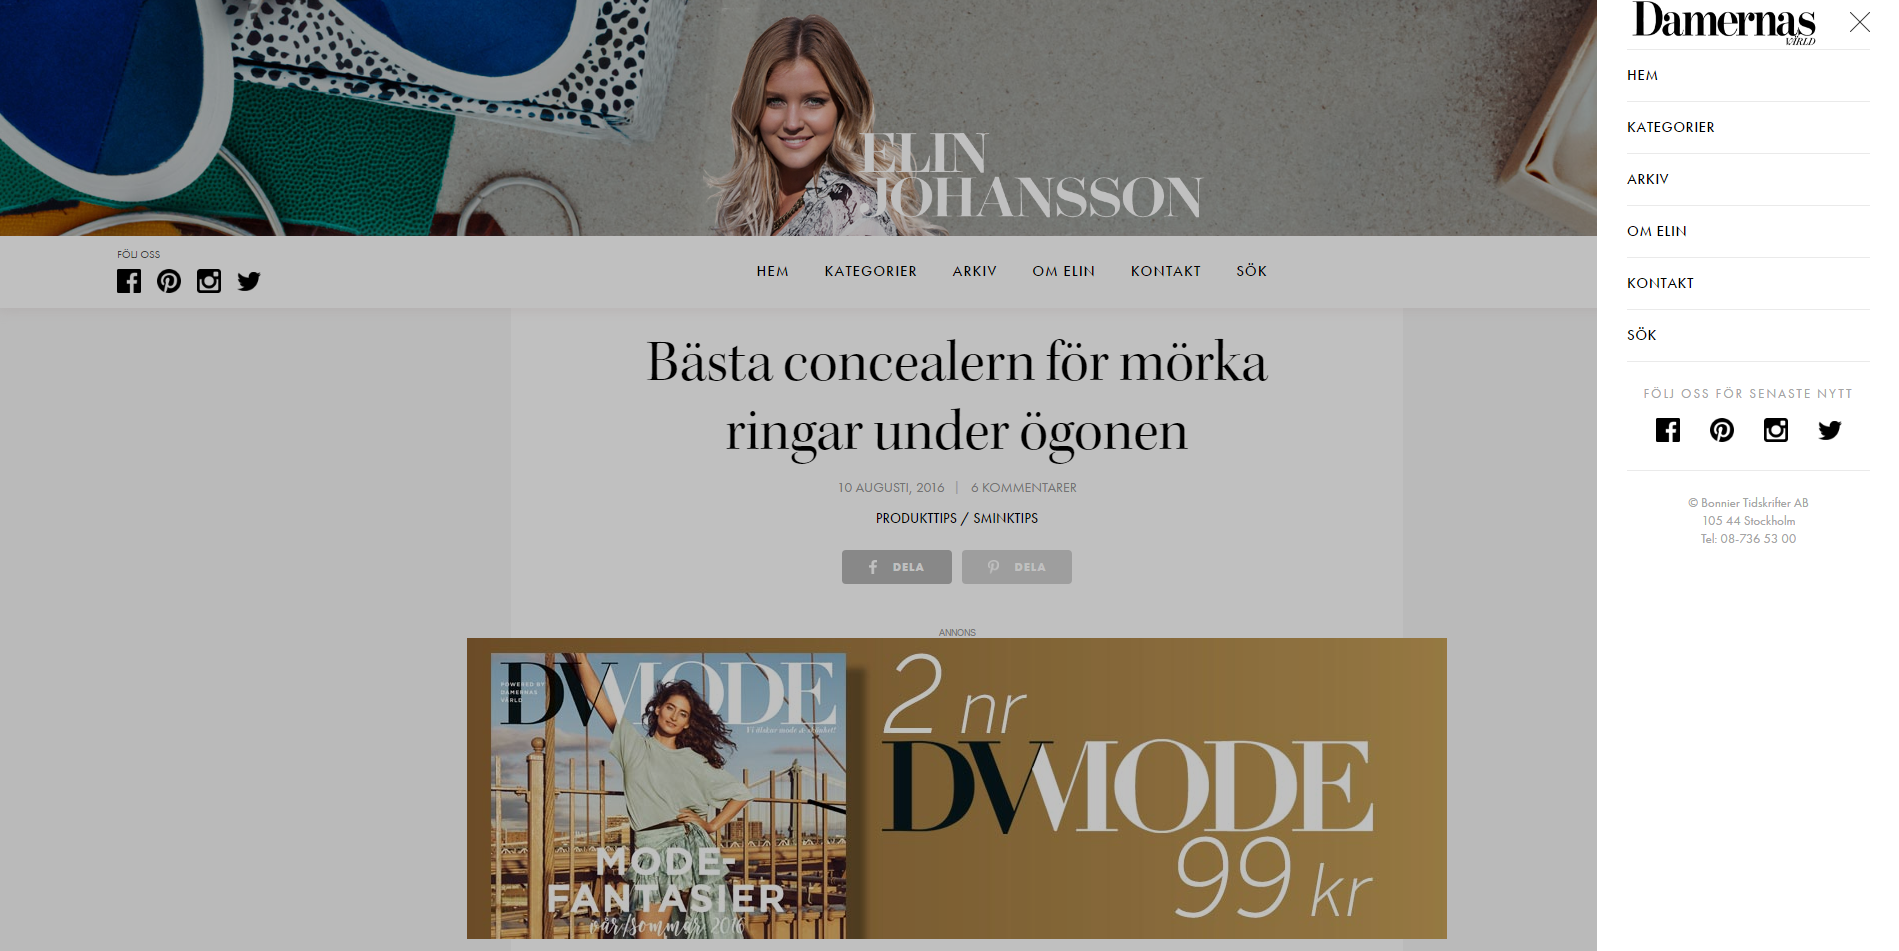 ELIN
JOHANSSON
FÖLJ OSS
HEM KATEGORIER ARKIV OM ELIN KONTAKT SÖK
Bästa concealern för mörka
ringar under ögonen
10 AUGUSTI, 2016 | 6 KOMMENTARER
PRODUKTTIPS / SMINKTIPS
DELA DELA
ANNONS
DVMODE
POWERED BY
DAMERNAS
VÄRLD
Vi älskar mode & skönhet!
MODE-
FANTASIER
vår/sommar 2016
2 nr
DVMODE
99 kr
Damernas
VÄRLD
HEM
KATEGORIER
ARKIV
OM ELIN
KONTAKT
SÖK
FÖLJ OSS FÖR SENASTE NYTT
© Bonnier Tidskrifter AB
105 44 Stockholm
Tel: 08-736 53 00